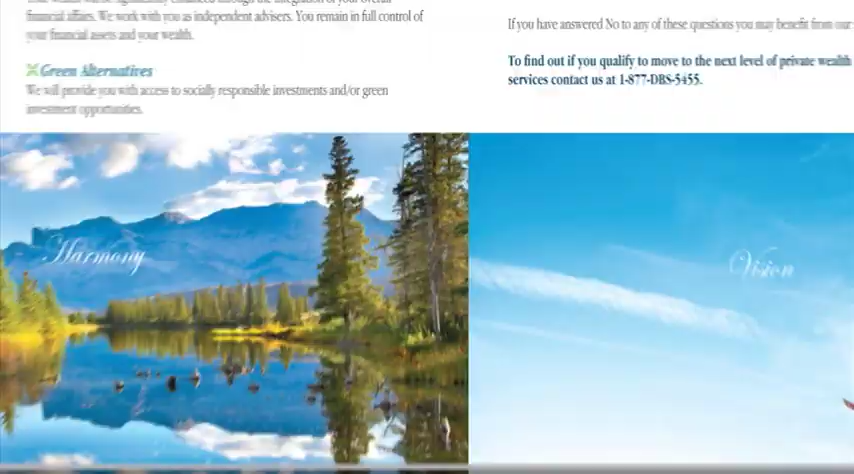 financial affairs. We work with you as independent advisers. You remain in full control of
your financial assets and your wealth.
Green Alternatives
We will provide you with access to socially responsible investments and/or green
investment opportunities.
If you have answered No to any of these questions you may benefit from our
To find out if you qualify to move to the next level of private wealth
services contact us at 1-877-DBS-5455.
Harmony
Vision